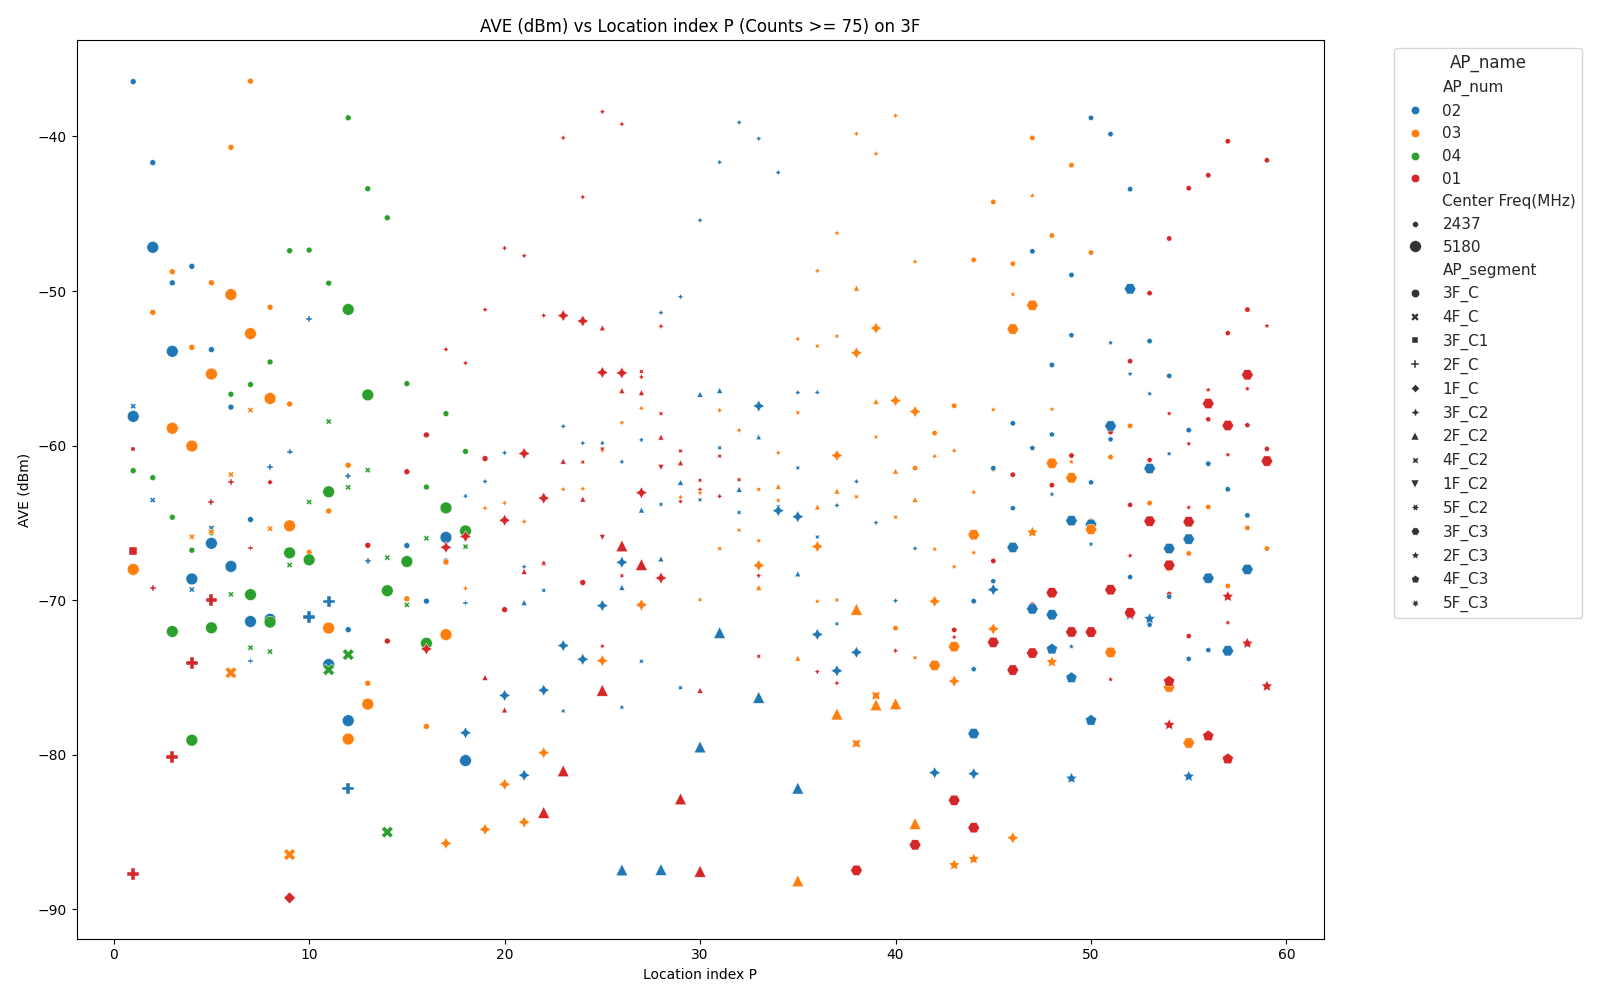 AVE (dBm) vs Location index P (Counts >= 75) on 3F
AVE (dBm)
−40
−50
−60
−70
−80
−90
0 10 20 30 40 50 60
Location index P
AP_name
AP_num
02
03
04
01
Center Freq(MHz)
2437
5180
AP_segment
3F_C
4F_C
3F_C1
2F_C
1F_C
3F_C2
2F_C2
4F_C2
1F_C2
5F_C2
3F_C3
2F_C3
4F_C3
5F_C3